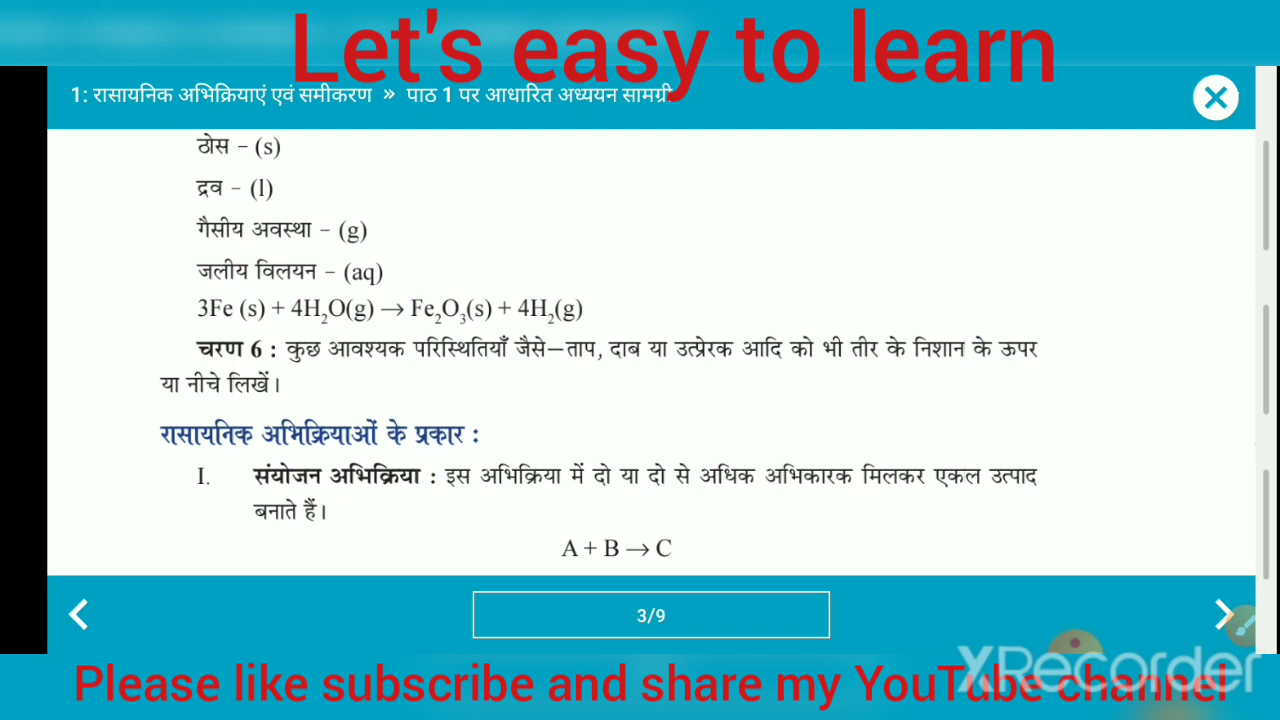 Let's easy to learn
1: रासायनिक अभिक्रियाएं एवं समीकरण » पाठ 1 पर आधारित अध्ययन सामग्री
ठोस – (s)
द्रव – (l)
गैसीय अवस्था – (g)
जलीय विलयन – (aq)
3Fe (s) + 4H₂O(g) → Fe₂O₃(s) + 4H₂(g)
चरण 6 : कुछ आवश्यक परिस्थितियाँ जैसे—ताप, दाब या उत्प्रेरक आदि को भी तीर के निशान के ऊपर
या नीचे लिखें।
रासायनिक अभिक्रियाओं के प्रकार :
I. संयोजन अभिक्रिया : इस अभिक्रिया में दो या दो से अधिक अभिकारक मिलकर एकल उत्पाद
बनाते हैं।
A + B → C
3/9
XRecorder
Please like subscribe and share my YouTube channel